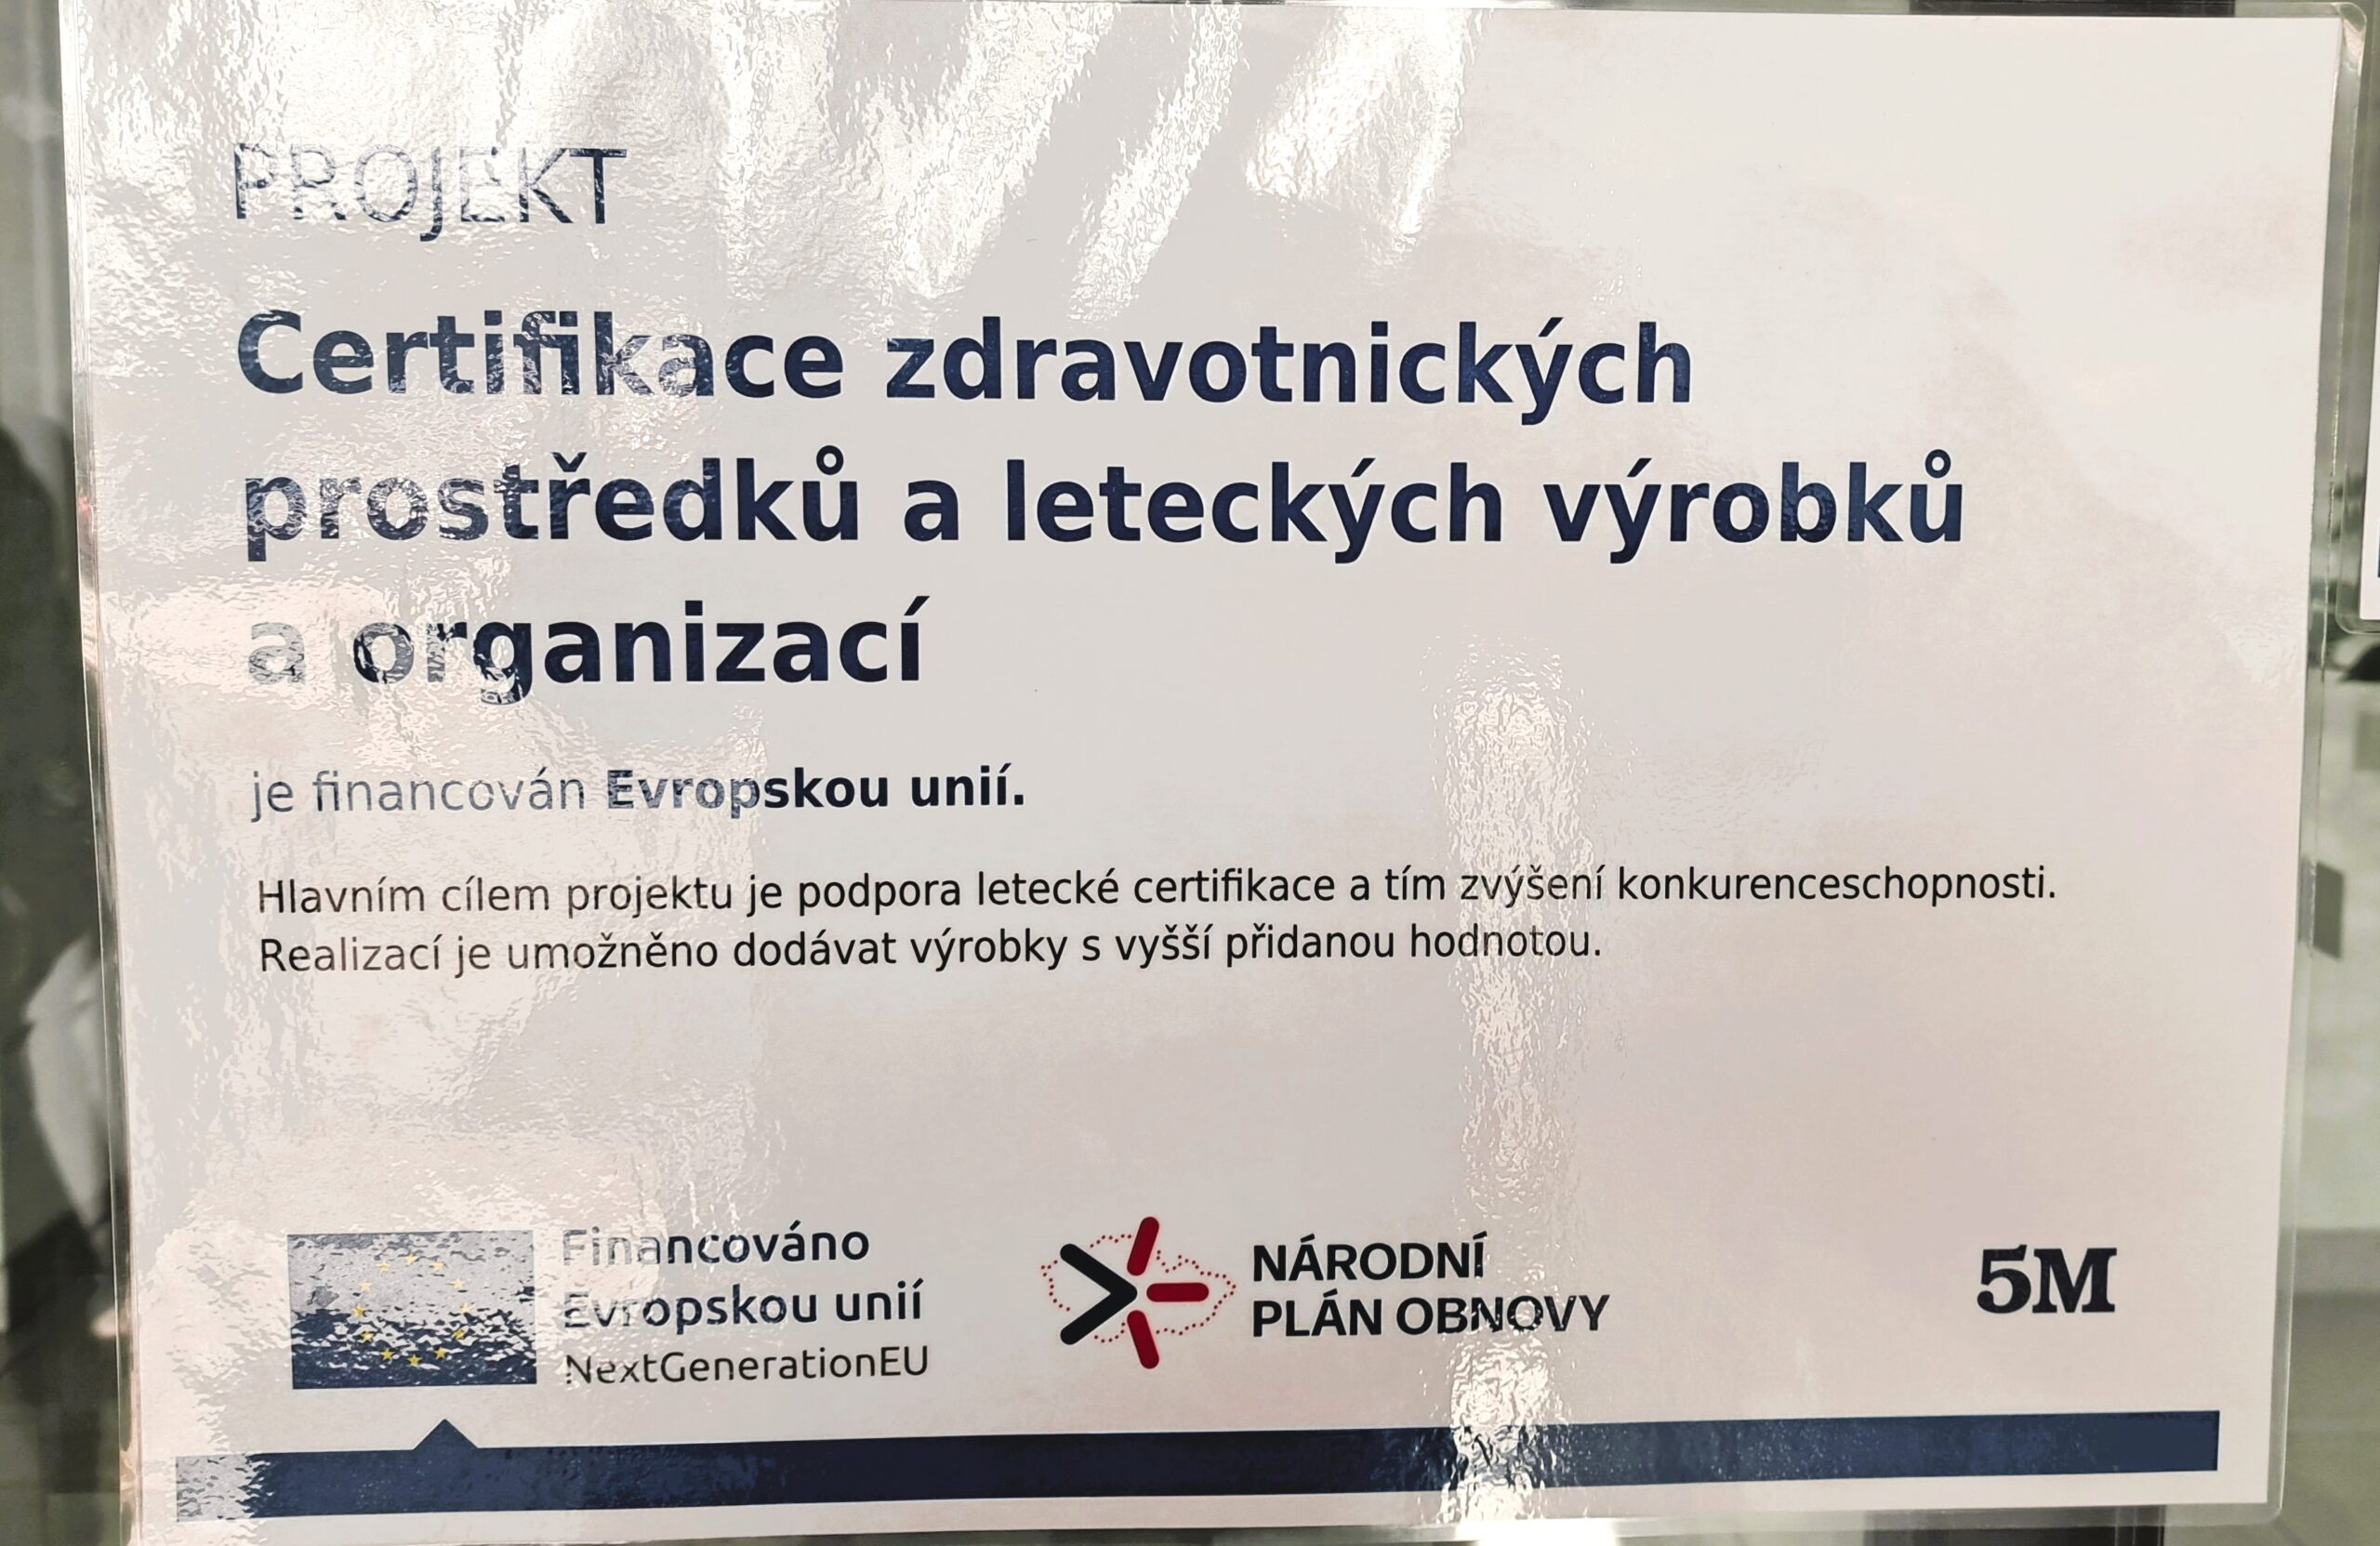 PROJEKT
Certifikace zdravotnických
prostředků a leteckých výrobků
a organizací
je financován Evropskou unií.
Hlavním cílem projektu je podpora letecké certifikace a tím zvýšení konkurenceschopnosti.
Realizací je umožněno dodávat výrobky s vyšší přidanou hodnotou.
Financováno
Evropskou unií
NextGenerationEU
NÁRODNÍ
PLÁN OBNOVY
5M